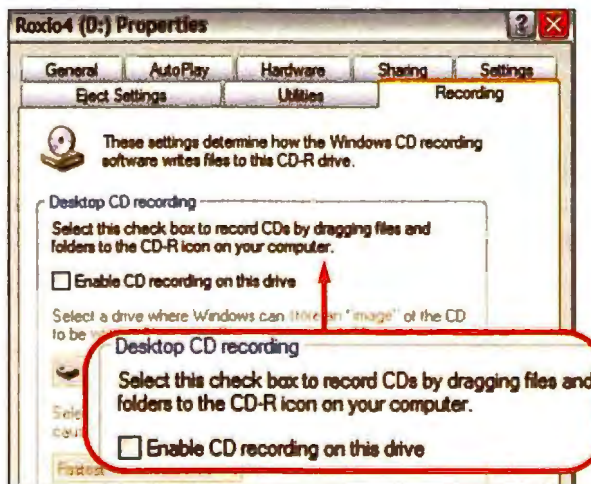 Roxio4 (D:) Properties
General AutoPlay Hardware Sharing Settings
Eject Settings Utilities Recording
These settings determine how the Windows CD recording
software writes files to this CD-R drive.
Desktop CD recording
Select this check box to record CDs by dragging files and
folders to the CD-R icon on your computer.
Enable CD recording on this drive
Select a drive where Windows can store an "image" of the CD
to be
Desktop CD recording
Select this check box to record CDs by dragging files and
folders to the CD-R icon on your computer.
Enable CD recording on this drive
Fastest